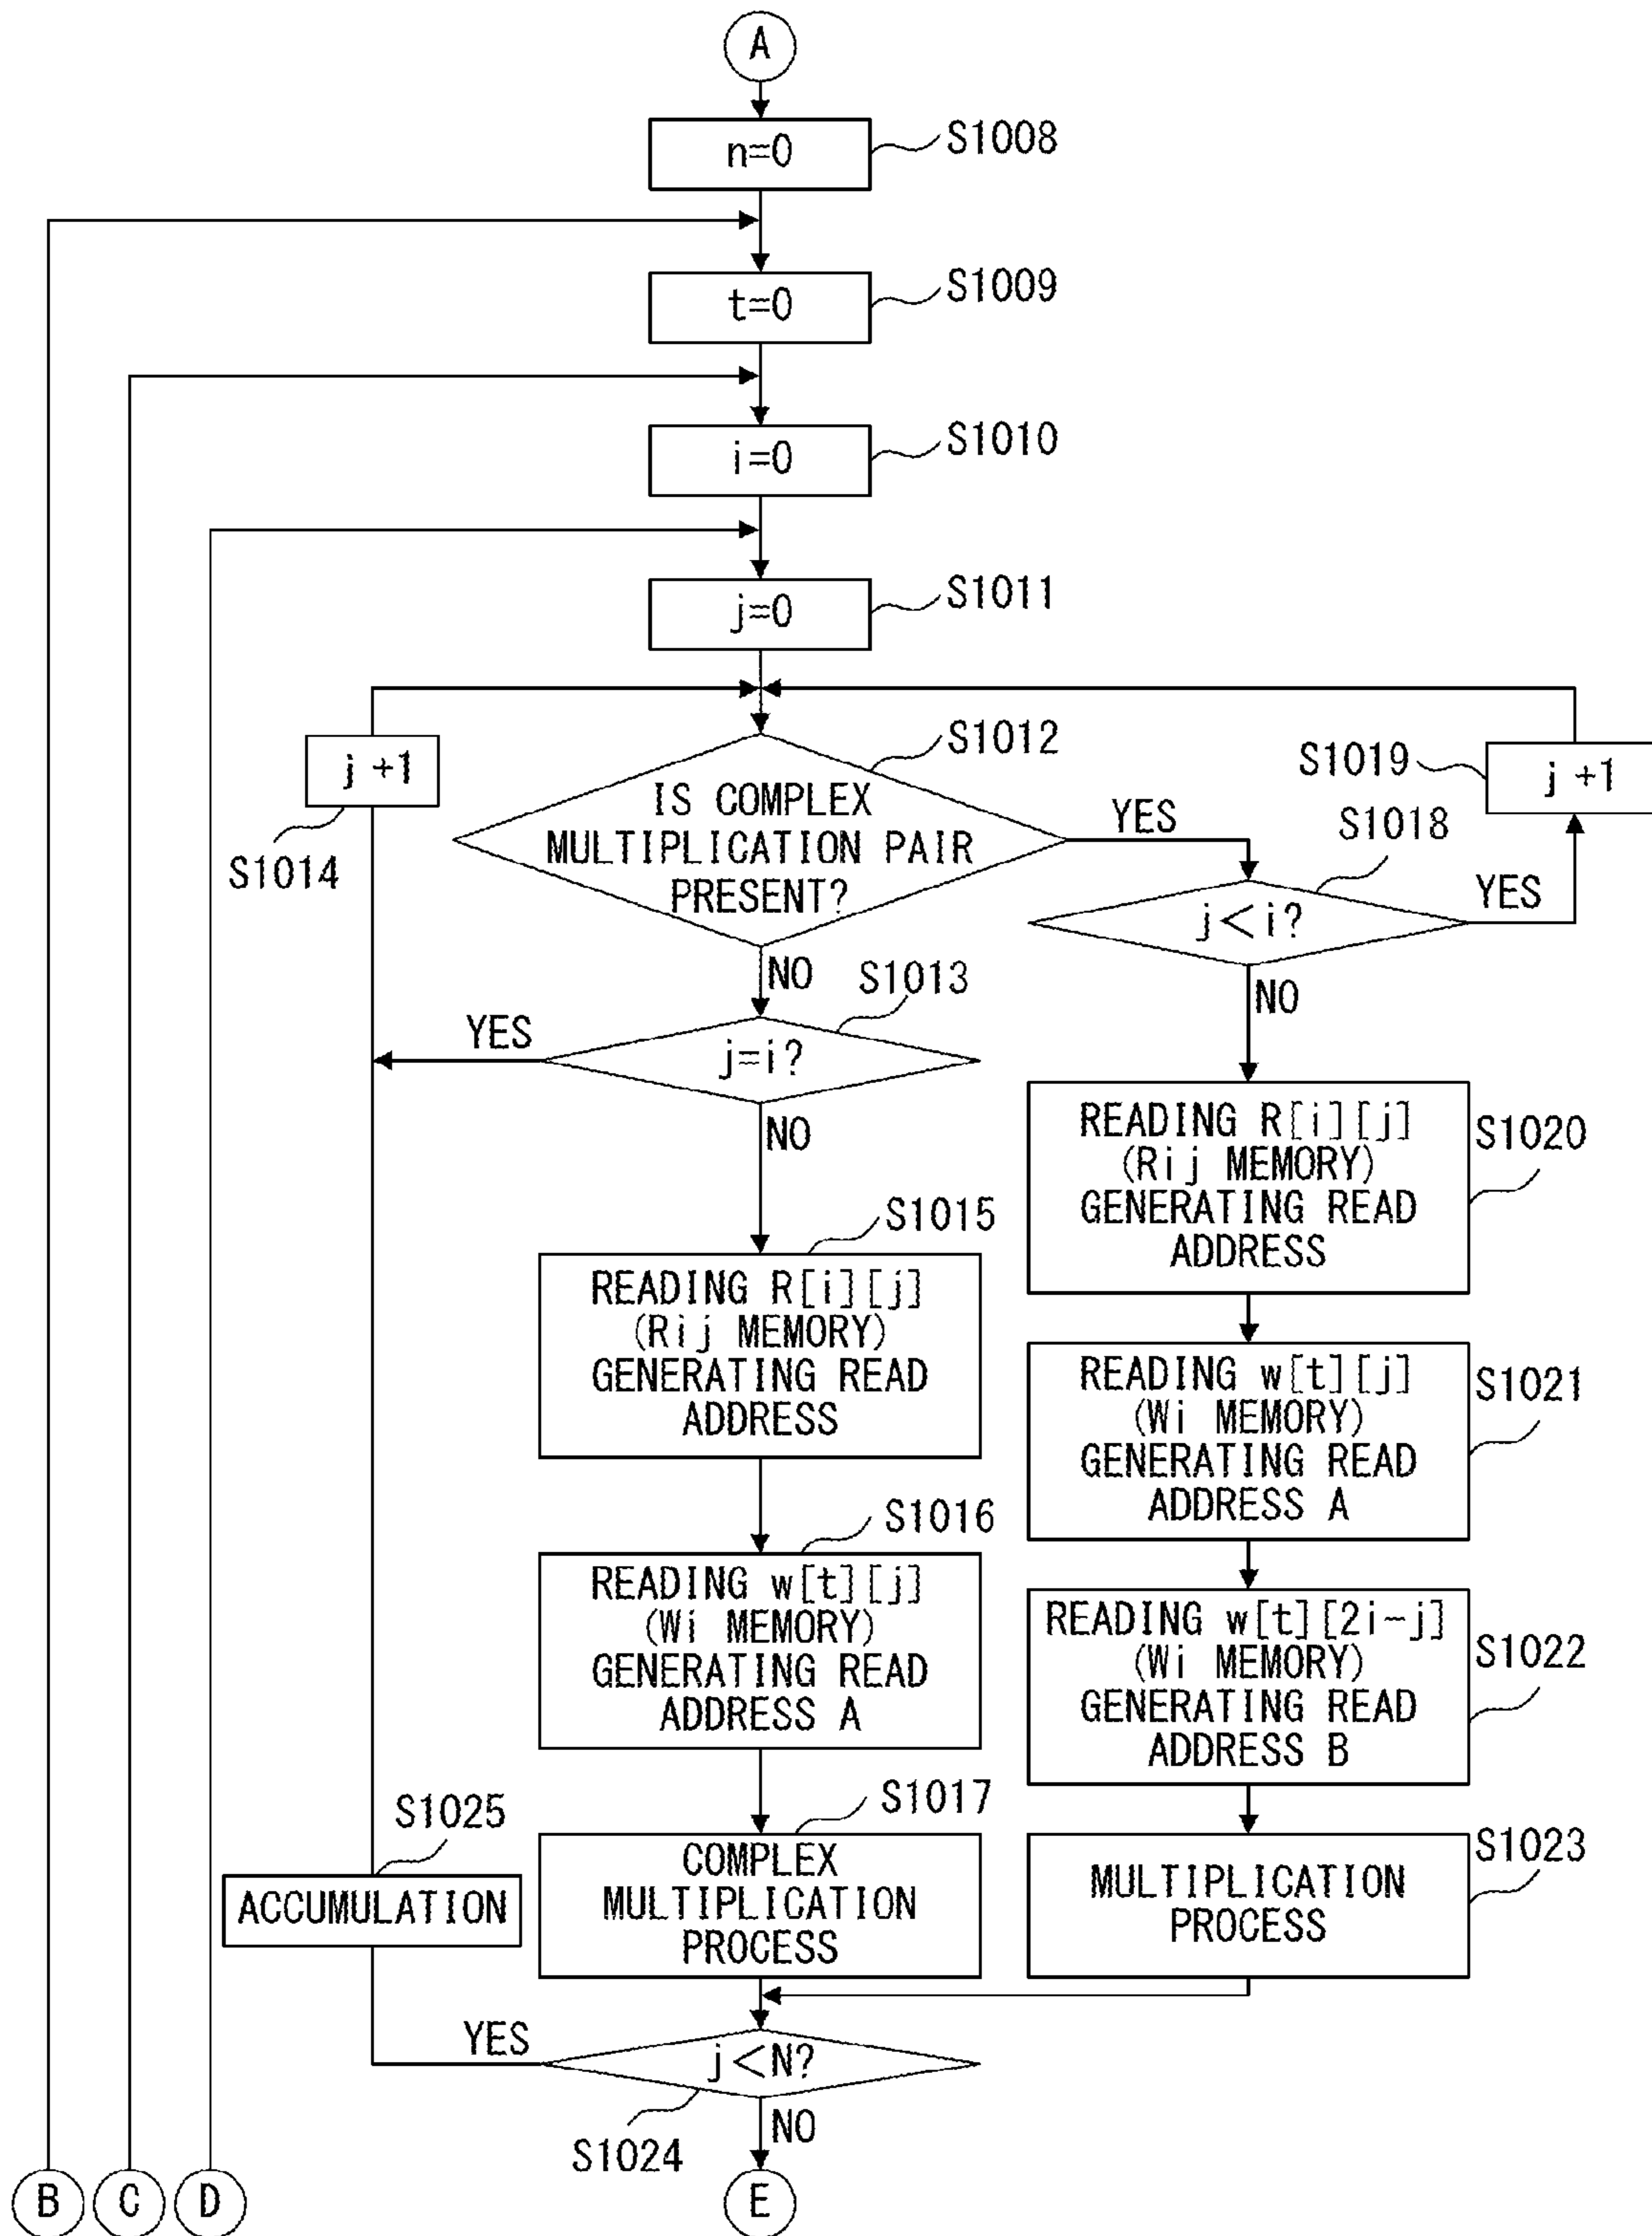 A
n=0
S1008
t=0
S1009
i=0
S1010
j=0
S1011
j +1
S1014
IS COMPLEX
MULTIPLICATION PAIR
PRESENT?
S1012
YES
NO
S1019
j +1
S1018
j<i?
YES
NO
S1013
j=i?
YES
NO
READING R[i][j]
(Rij MEMORY)
GENERATING READ
ADDRESS
S1020
S1015
READING R[i][j]
(Rij MEMORY)
GENERATING READ
ADDRESS
READING w[t][j]
(Wi MEMORY)
GENERATING READ
ADDRESS A
S1021
S1016
READING w[t][j]
(Wi MEMORY)
GENERATING READ
ADDRESS A
READING w[t][2i-j]
(Wi MEMORY)
GENERATING READ
ADDRESS B
S1022
S1017
COMPLEX
MULTIPLICATION
PROCESS
S1025
ACCUMULATION
MULTIPLICATION
PROCESS
S1023
YES
j<N?
NO
S1024
B
C
D
E